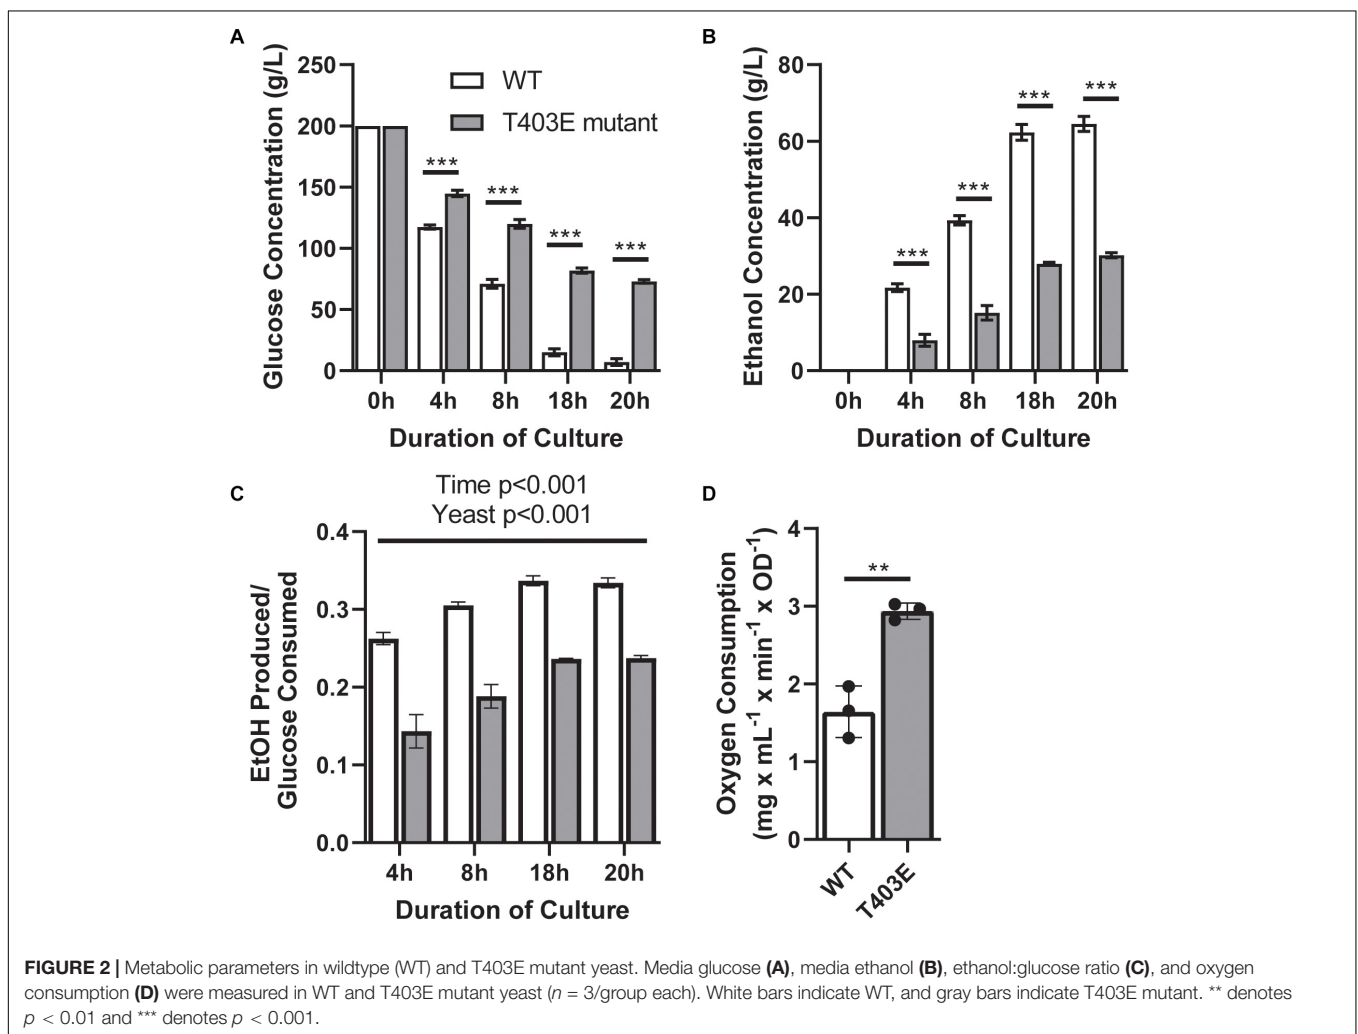 A
Glucose Concentration (g/L)
250
200
150
100
50
0
WT
T403E mutant
***
***
***
***
0h 4h 8h 18h 20h
Duration of Culture
B
Ethanol Concentration (g/L)
80
60
40
20
0
***
***
***
***
0h 4h 8h 18h 20h
Duration of Culture
C
Time p<0.001
Yeast p<0.001
EtOH Produced/
Glucose Consumed
0.4
0.3
0.2
0.1
0.0
4h 8h 18h 20h
Duration of Culture
D
Oxygen Consumption
(mg x mL⁻¹ x min⁻¹ x OD⁻¹)
4
3
2
1
0
**
WT
T403E
FIGURE 2 | Metabolic parameters in wildtype (WT) and T403E mutant yeast. Media glucose (A), media ethanol (B), ethanol:glucose ratio (C), and oxygen
consumption (D) were measured in WT and T403E mutant yeast (n = 3/group each). White bars indicate WT, and gray bars indicate T403E mutant. ** denotes
p < 0.01 and *** denotes p < 0.001.